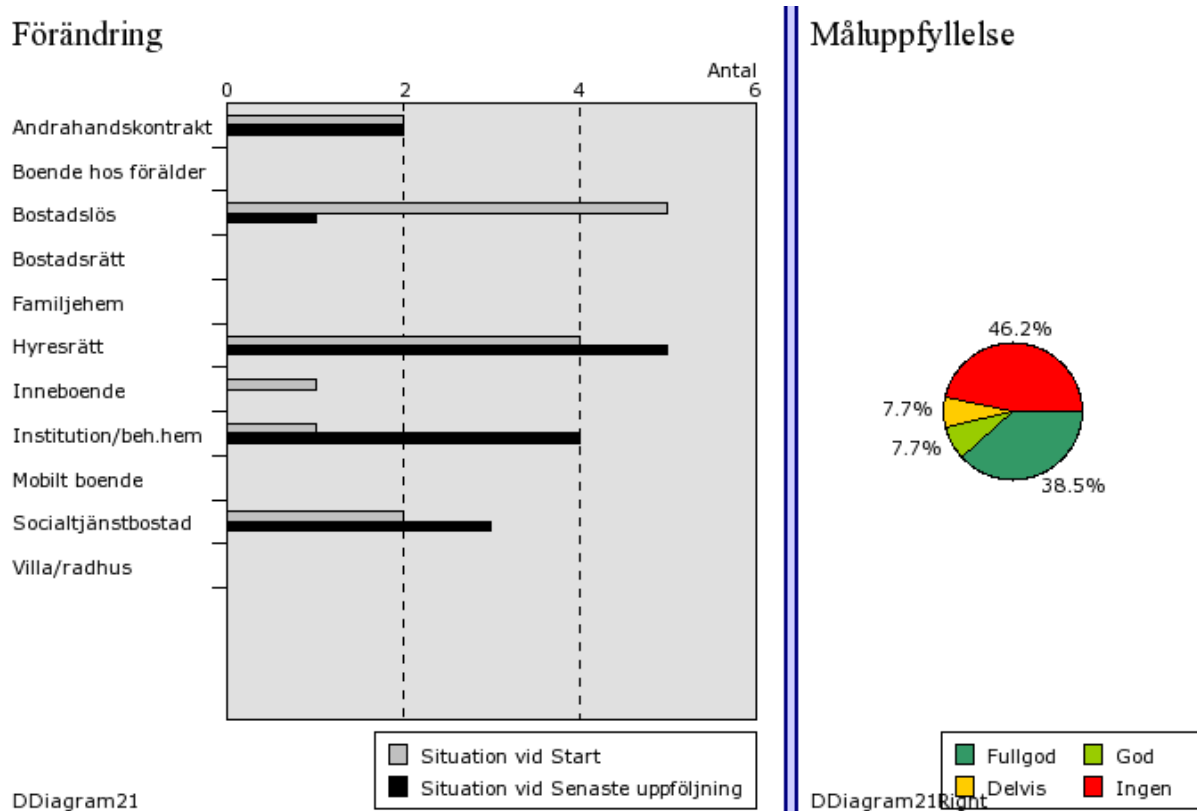 Förändring
Antal
0 2 4 6
Andrahandskontrakt
Boende hos förälder
Bostadslös
Bostadsrätt
Familjehem
Hyresrätt
Inneboende
Institution/beh.hem
Mobilt boende
Socialtjänstbostad
Villa/radhus
Situation vid Start
Situation vid Senaste uppföljning
DDiagram21
Måluppfyllelse
46.2%
7.7%
7.7%
38.5%
Fullgod God
Delvis Ingen
DDiagram21Right